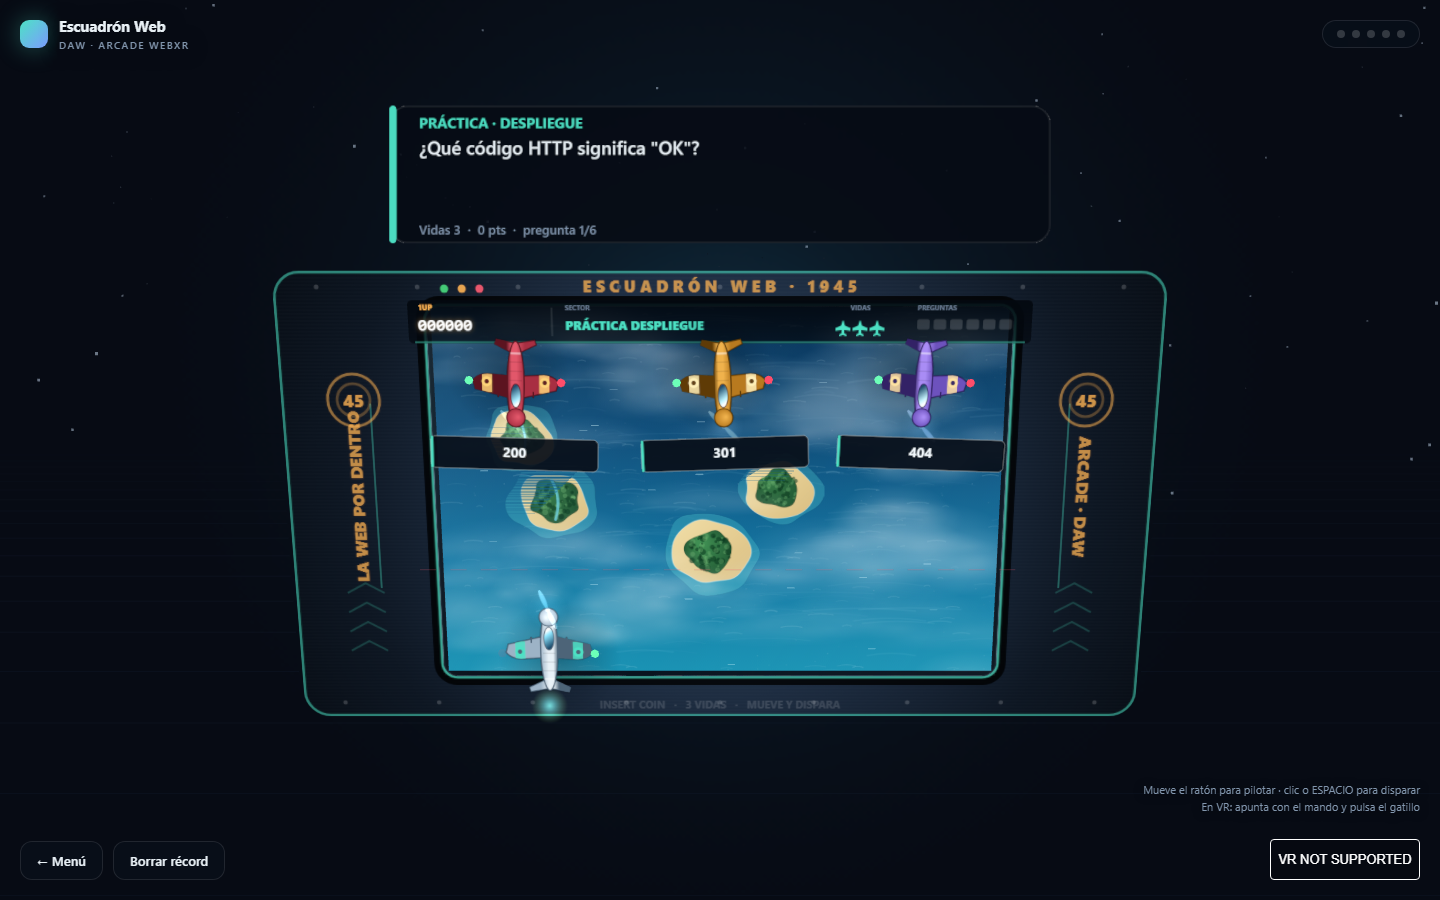 Escuadrón Web
DAW · ARCADE WEBXR
PRÁCTICA · DESPLIEGUE
¿Qué código HTTP significa "OK"?
Vidas 3 · 0 pts · pregunta 1/6
ESCUADRÓN WEB · 1945
1UP
000000
SECTOR
PRÁCTICA DESPLIEGUE
VIDAS
PREGUNTAS
45
LA WEB POR DENTRO
200
301
404
45
ARCADE · DAW
INSERT COIN · 3 VIDAS · MUEVE Y DISPARA
Mueve el ratón para pilotar · clic o ESPACIO para disparar
En VR: apunta con el mando y pulsa el gatillo
← Menú
Borrar récord
VR NOT SUPPORTED